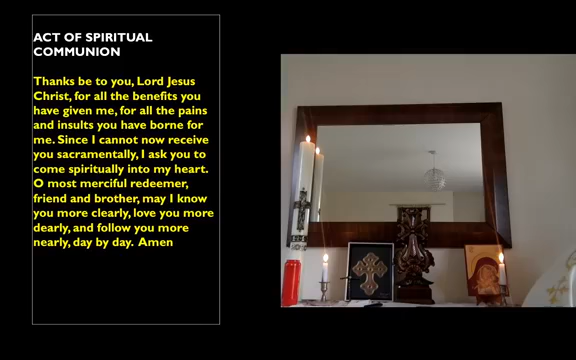 ACT OF SPIRITUAL
COMMUNION
Thanks be to you, Lord Jesus
Christ, for all the benefits you
have given me, for all the pains
and insults you have borne for
me. Since I cannot now receive
you sacramentally, I ask you to
come spiritually into my heart.
O most merciful redeemer,
friend and brother, may I know
you more clearly, love you more
dearly, and follow you more
nearly, day by day. Amen